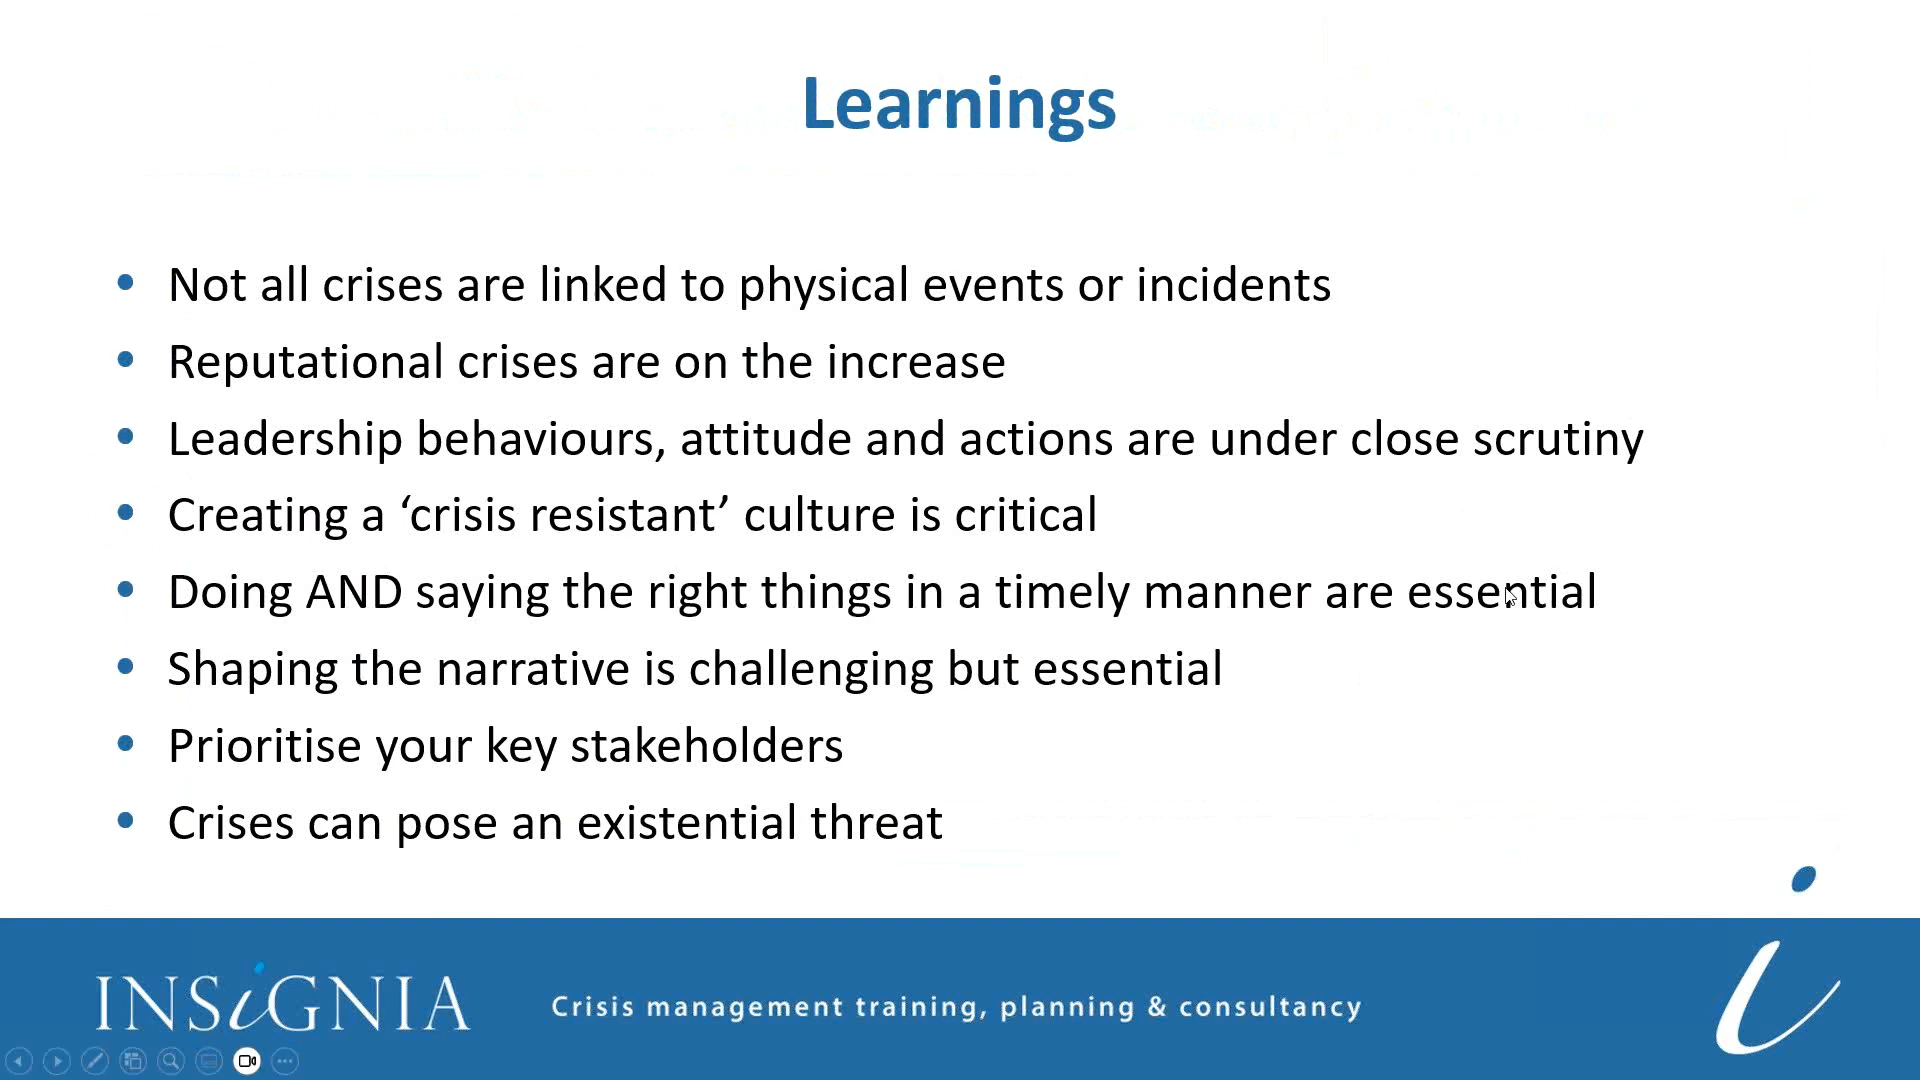 Learnings
• Not all crises are linked to physical events or incidents
• Reputational crises are on the increase
• Leadership behaviours, attitude and actions are under close scrutiny
• Creating a ‘crisis resistant’ culture is critical
• Doing AND saying the right things in a timely manner are essential
• Shaping the narrative is challenging but essential
• Prioritise your key stakeholders
• Crises can pose an existential threat
INSiGNIA
Crisis management training, planning & consultancy
i